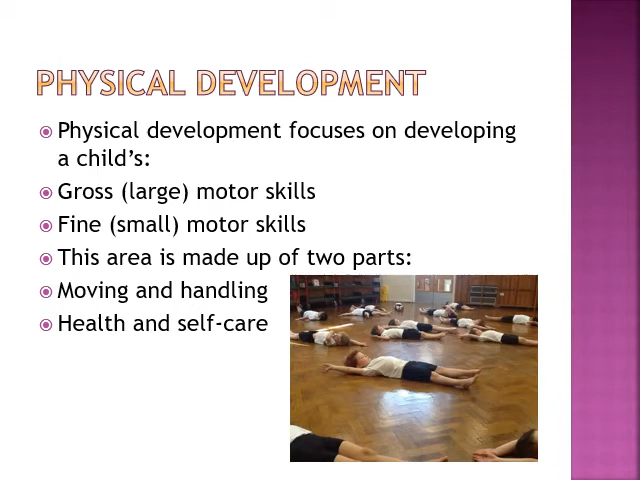 PHYSICAL DEVELOPMENT
Physical development focuses on developing
a child's:
Gross (large) motor skills
Fine (small) motor skills
This area is made up of two parts:
Moving and handling
Health and self-care